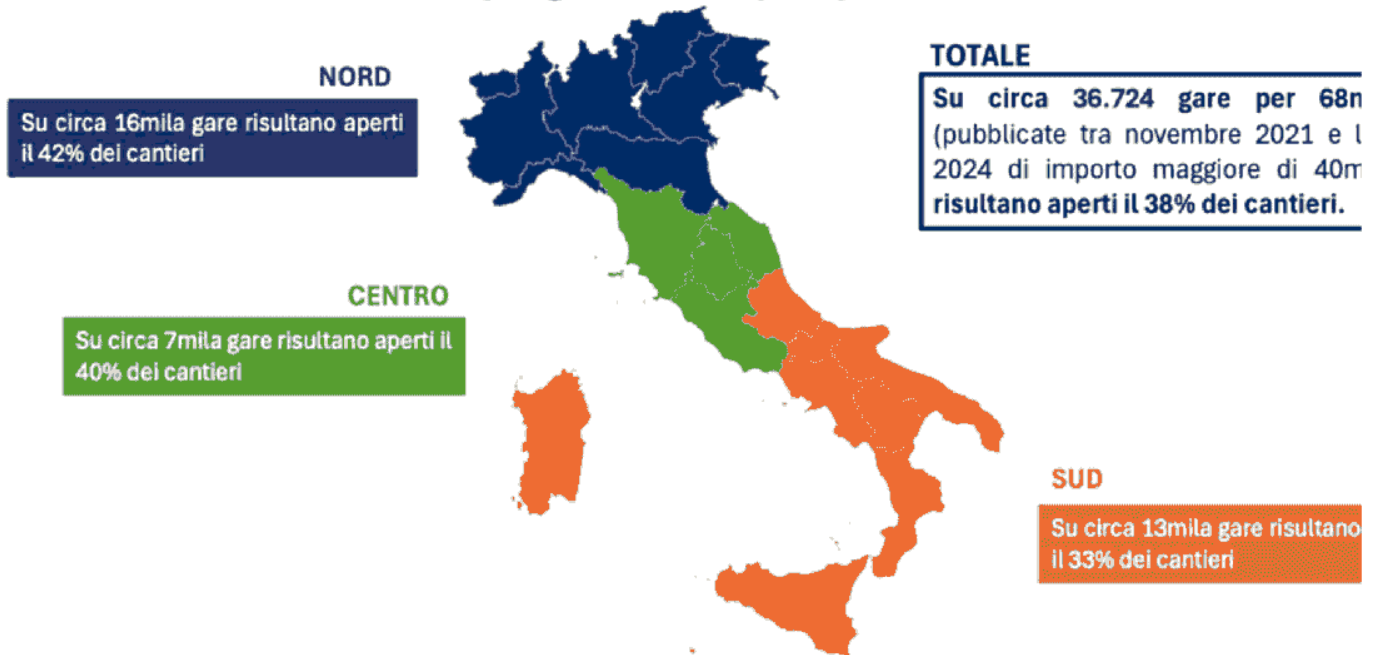 NORD
Su circa 16mila gare risultano aperti
il 42% dei cantieri
TOTALE
Su circa 36.724 gare per 68
(pubblicate tra novembre 2021 e
2024 di importo maggiore di
risultano aperti il 38% dei cantieri.
CENTRO
Su circa 7mila gare risultano aperti il
40% dei cantieri
SUD
Su circa 13mila gare risultano
il 33% dei cantieri